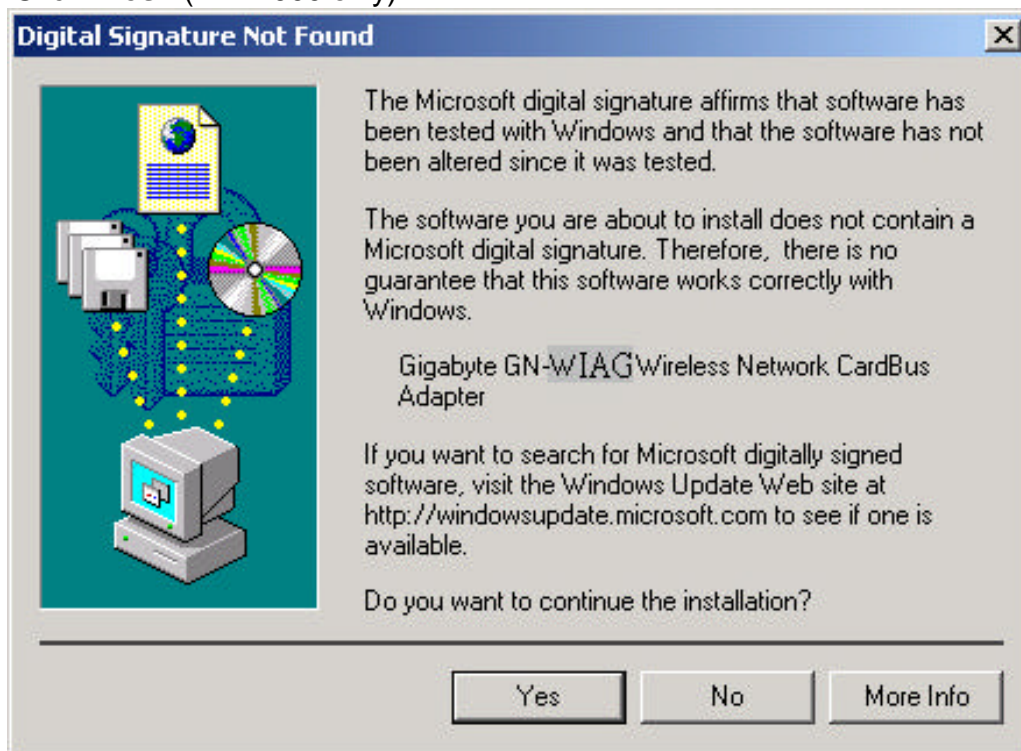 Digital Signature Not Found
The Microsoft digital signature affirms that software has
been tested with Windows and that the software has not
been altered since it was tested.
The software you are about to install does not contain a
Microsoft digital signature. Therefore, there is no
guarantee that this software works correctly with
Windows.
Gigabyte GN-WIAG Wireless Network CardBus
Adapter
If you want to search for Microsoft digitally signed
software, visit the Windows Update Web site at
http://windowsupdate.microsoft.com to see if one is
available.
Do you want to continue the installation?
Yes No More Info